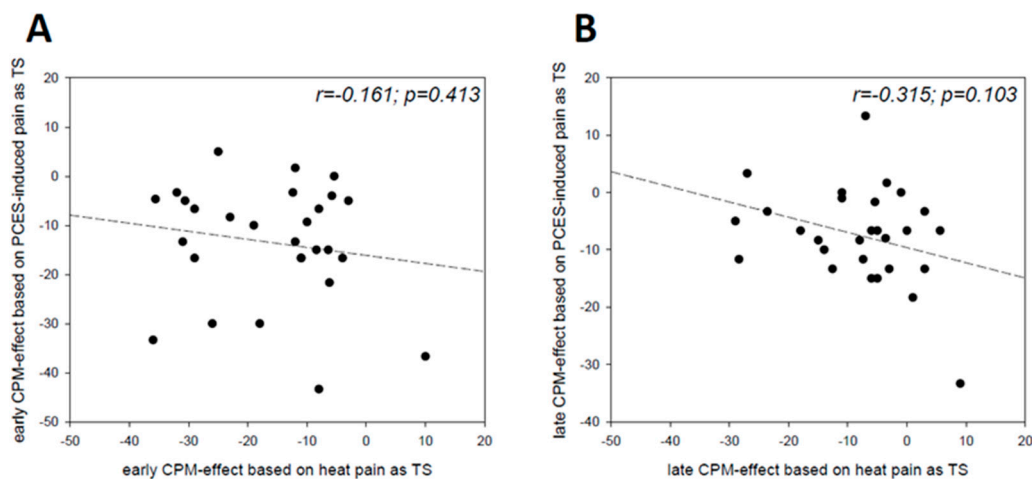 A
early CPM-effect based on PCES-induced pain as TS
r=-0.161; p=0.413
20
10
0
-10
-20
-30
-40
-50
-50 -40 -30 -20 -10 0 10 20
early CPM-effect based on heat pain as TS
B
late CPM-effect based on PCES-induced pain as TS
r=-0.315; p=0.103
20
10
0
-10
-20
-30
-40
-50 -40 -30 -20 -10 0 10 20
late CPM-effect based on heat pain as TS